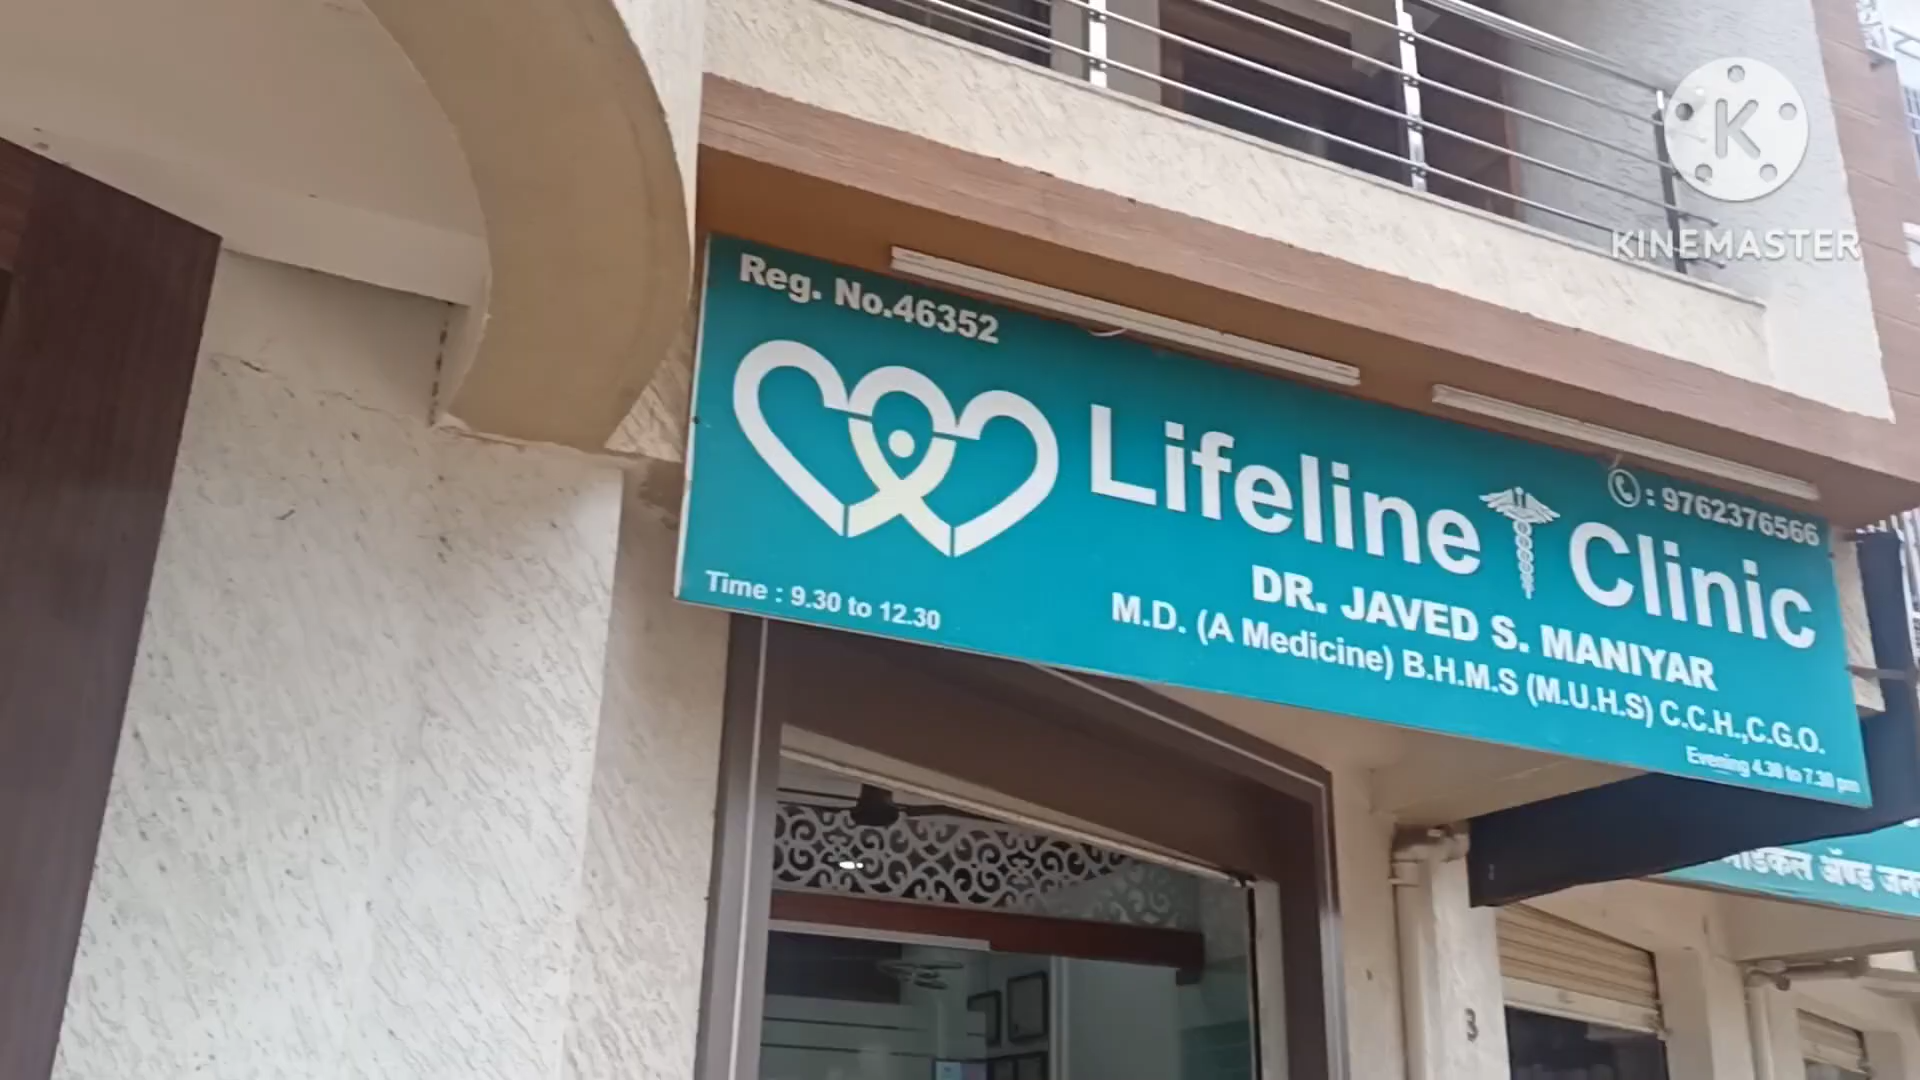 K
KINEMASTER
Reg. No.46352
Lifeline Clinic
: 9762376566
DR. JAVED S. MANIYAR
M.D. (A Medicine) B.H.M.S (M.U.H.S) C.C.H.,C.G.O.
Time : 9.30 to 12.30
Evening 4.30 to 7.30 pm
अॅण्ड
3